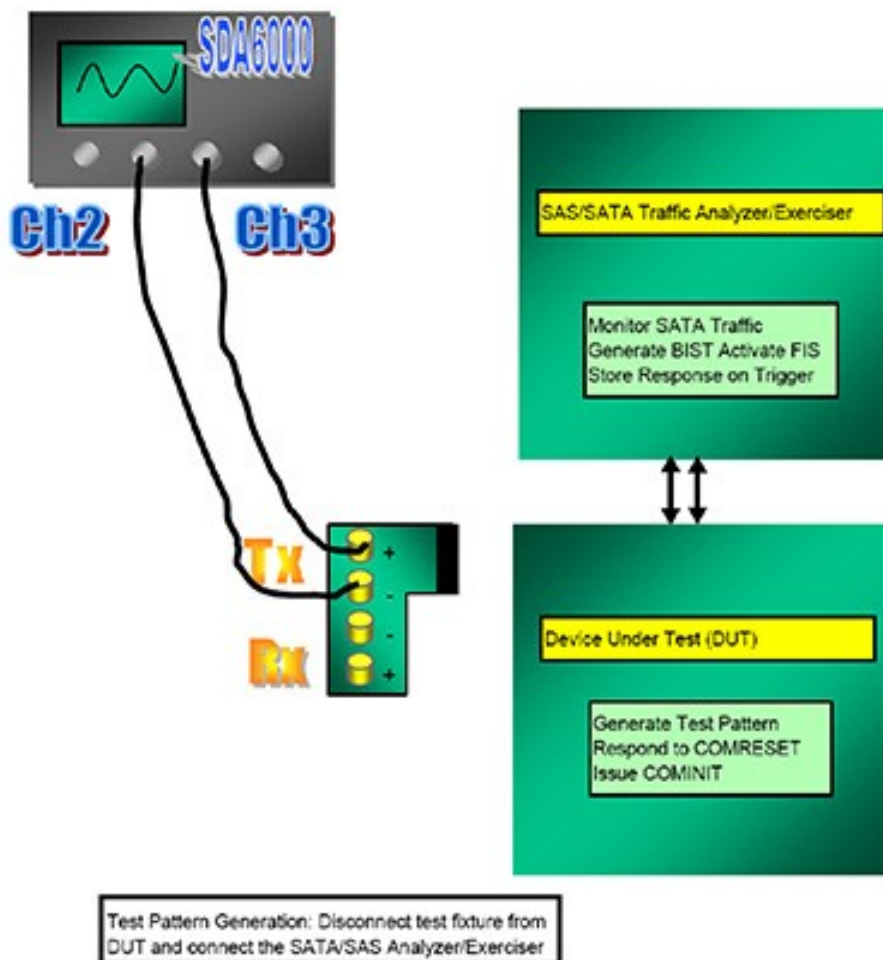 SDA6000
Ch2
Ch3
SAS/SATA Traffic Analyzer/Exerciser
Monitor SATA Traffic
Generate BIST Activate FIS
Store Response on Trigger
Tx
+
-
Rx
-
+
Device Under Test (DUT)
Generate Test Pattern
Respond to COMRESET
Issue COMINIT
Test Pattern Generation: Disconnect test fixture from
DUT and connect the SATA/SAS Analyzer/Exerciser